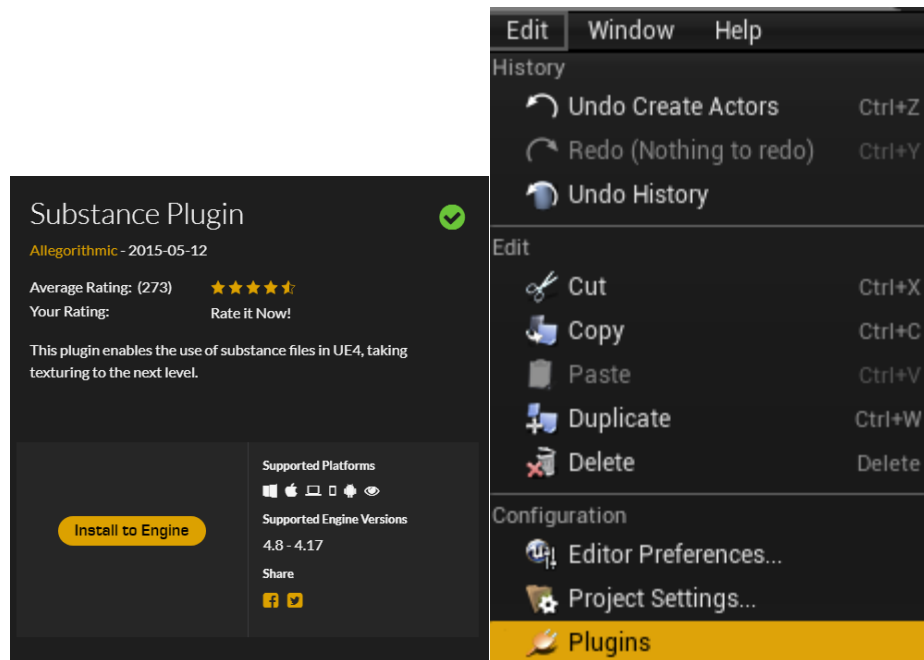 Substance Plugin
Allegorithmic - 2015-05-12
Average Rating: (273)
Your Rating: Rate it Now!
This plugin enables the use of substance files in UE4, taking
texturing to the next level.
Install to Engine
Supported Platforms
Supported Engine Versions
4.8 - 4.17
Share
Edit Window Help
History
Undo Create Actors Ctrl+Z
Redo (Nothing to redo) Ctrl+Y
Undo History
Edit
Cut Ctrl+X
Copy Ctrl+C
Paste Ctrl+V
Duplicate Ctrl+W
Delete Delete
Configuration
Editor Preferences...
Project Settings...
Plugins